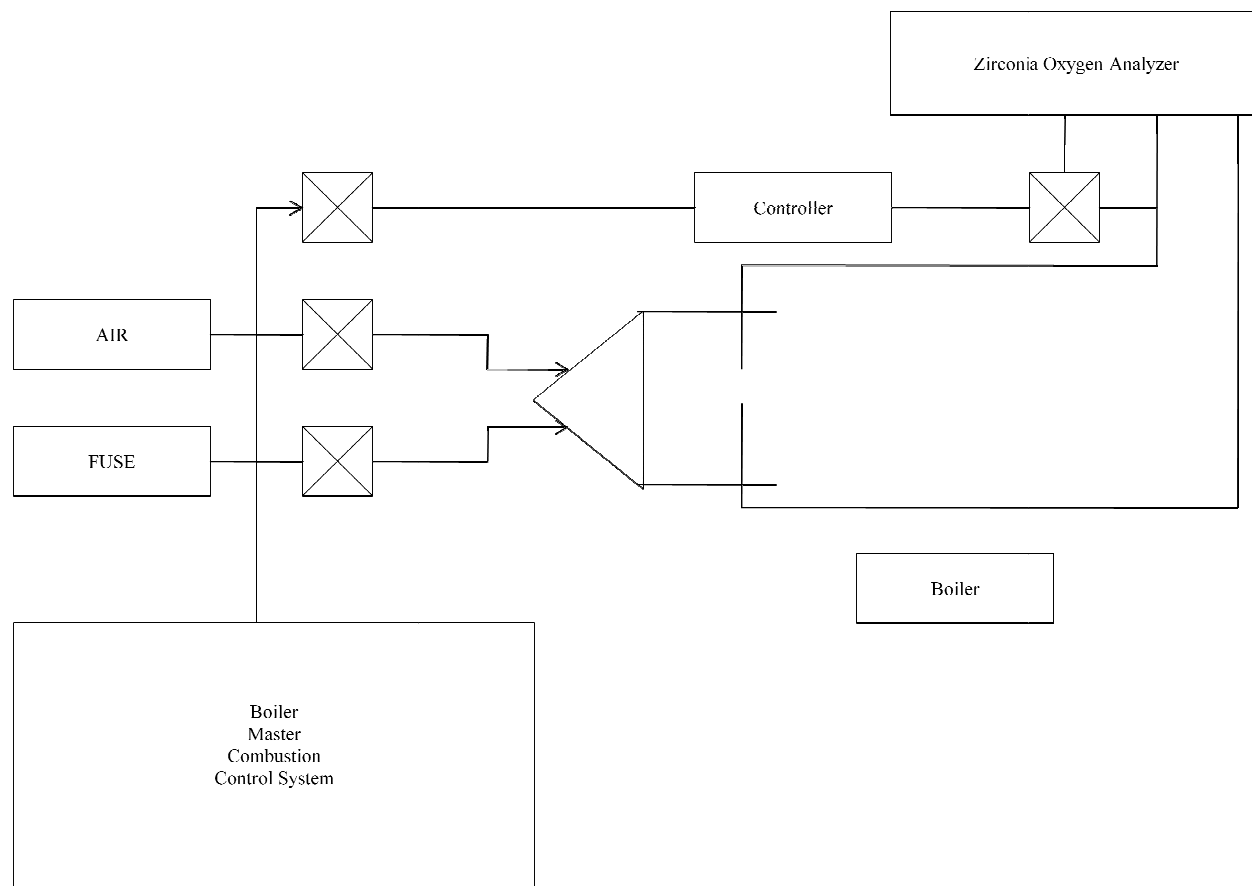 Zirconia Oxygen Analyzer
Controller
AIR
FUSE
Boiler
Boiler
Master
Combustion
Control System